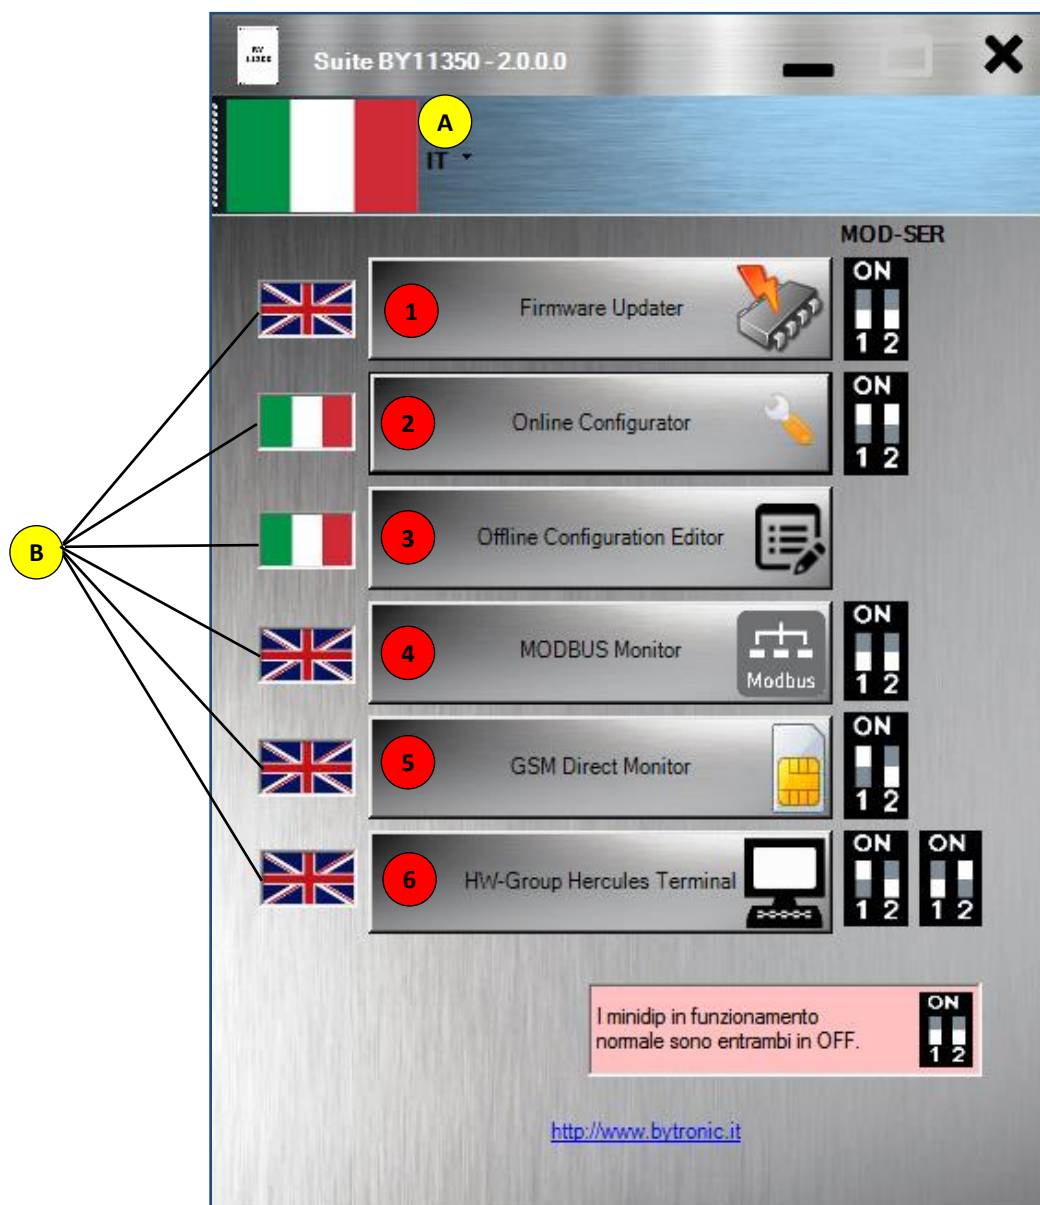 BY
11350
Suite BY11350 - 2.0.0.0
A
IT
MOD-SER
1
Firmware Updater
ON
1 2
2
Online Configurator
ON
1 2
B
3
Offline Configuration Editor
4
MODBUS Monitor
Modbus
ON
1 2
5
GSM Direct Monitor
ON
1 2
6
HW-Group Hercules Terminal
ON
1 2
ON
1 2
I minidip in funzionamento
normale sono entrambi in OFF.
ON
1 2
http://www.bytronic.it